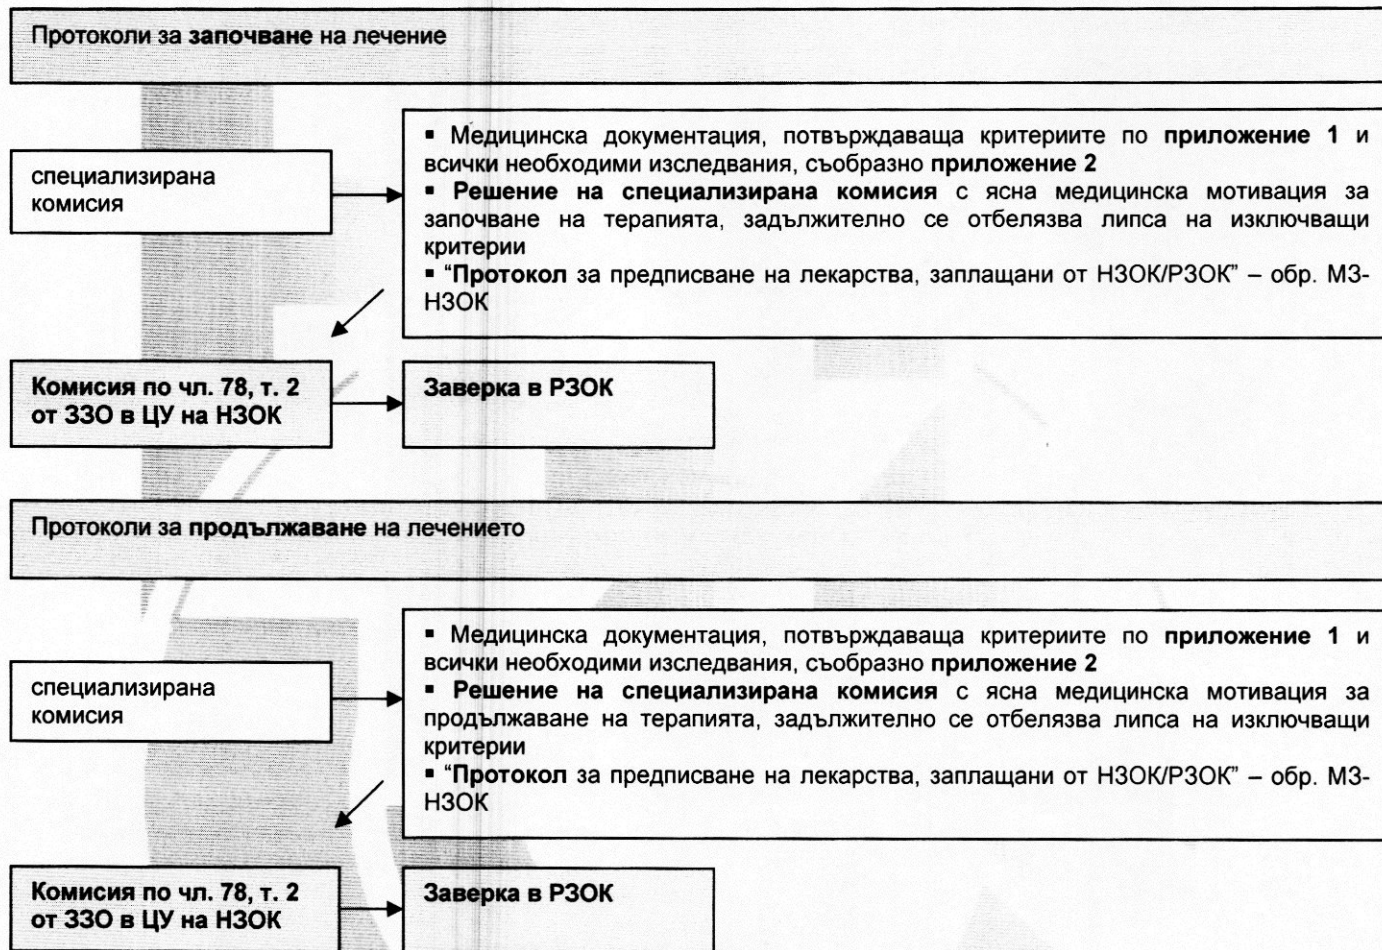 Протоколи за започване на лечение
специализирана
комисия
▪ Медицинска документация, потвърждаваща критериите по приложение 1 и
всички необходими изследвания, съобразно приложение 2
▪ Решение на специализирана комисия с ясна медицинска мотивация за
започване на терапията, задължително се отбелязва липса на изключващи
критерии
▪ “Протокол за предписване на лекарства, заплащани от НЗОК/РЗОК” – обр. МЗ-
НЗОК
Комисия по чл. 78, т. 2
от ЗЗО в ЦУ на НЗОК
Заверка в РЗОК
Протоколи за продължаване на лечението
специализирана
комисия
▪ Медицинска документация, потвърждаваща критериите по приложение 1 и
всички необходими изследвания, съобразно приложение 2
▪ Решение на специализирана комисия с ясна медицинска мотивация за
продължаване на терапията, задължително се отбелязва липса на изключващи
критерии
▪ “Протокол за предписване на лекарства, заплащани от НЗОК/РЗОК” – обр. МЗ-
НЗОК
Комисия по чл. 78, т. 2
от ЗЗО в ЦУ на НЗОК
Заверка в РЗОК